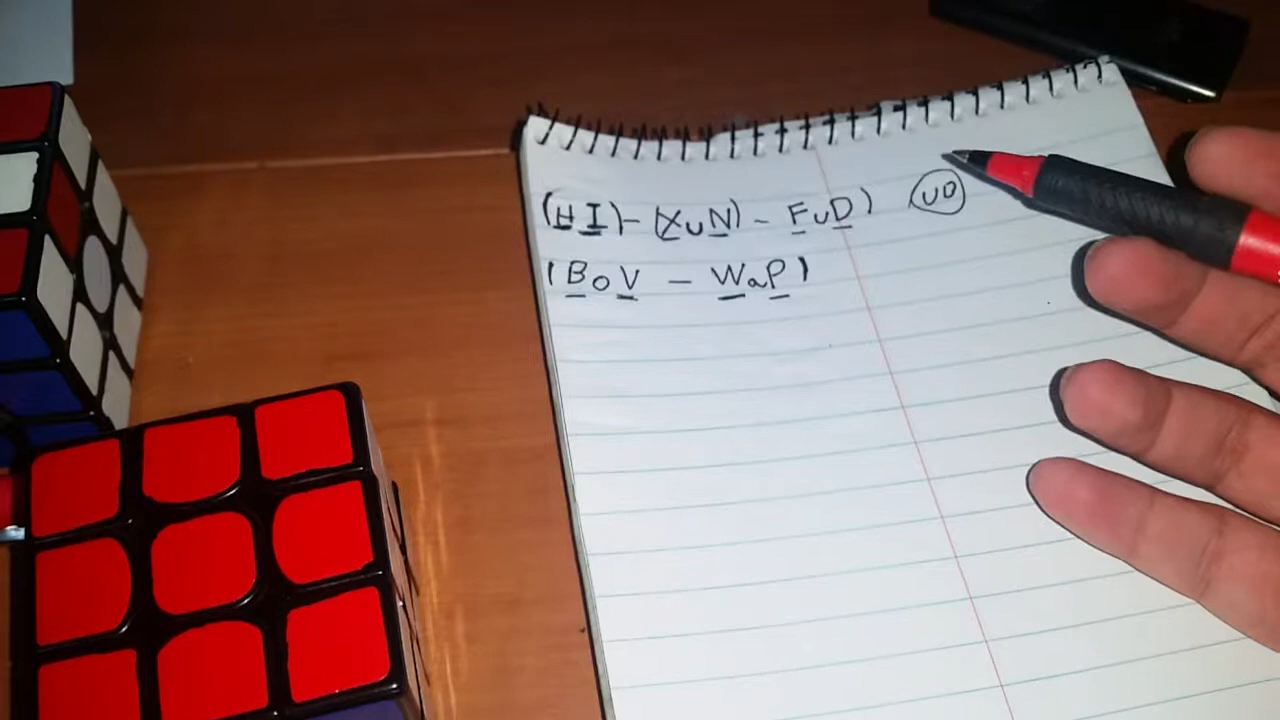 (HI)-(XuN) - FuD) UD
(BoV - WaP)